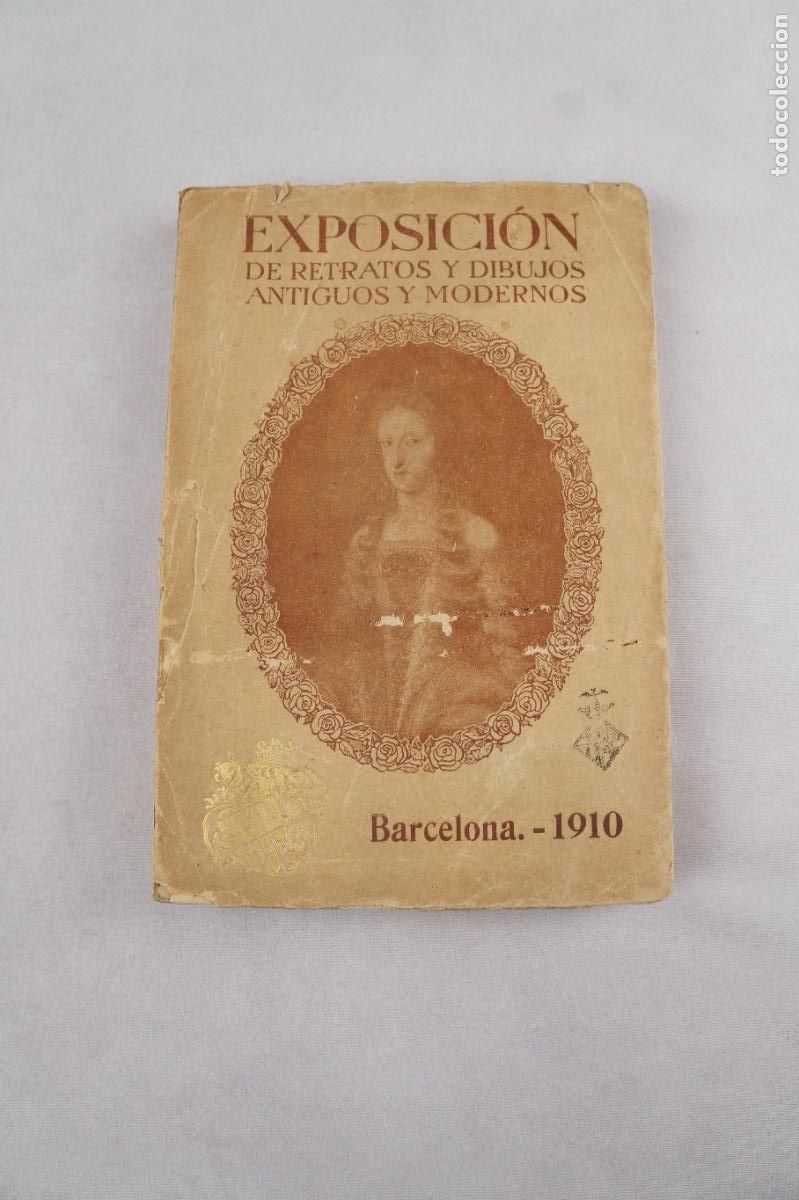 EXPOSICIÓN
DE RETRATOS Y DIBUJOS
ANTIGUOS Y MODERNOS
Barcelona. - 1910
todocoleccion